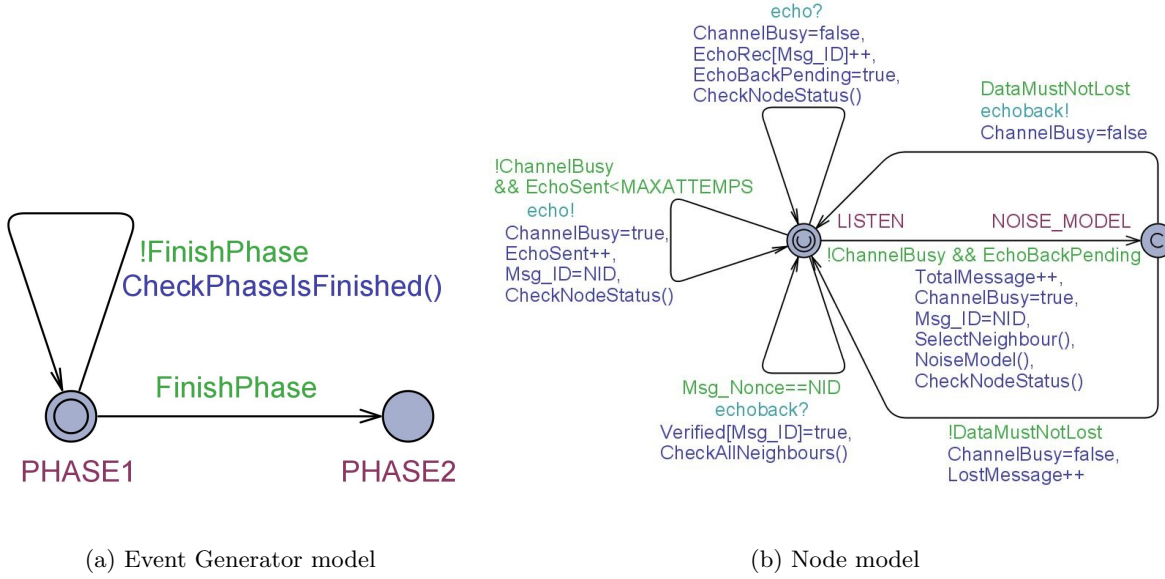 !FinishPhase
CheckPhaseIsFinished()
FinishPhase
PHASE1
PHASE2
(a) Event Generator model
echo?
ChannelBusy=false,
EchoRec[Msg_ID]++,
EchoBackPending=true,
CheckNodeStatus()
DataMustNotLost
echoback!
ChannelBusy=false
!ChannelBusy
&& EchoSent<MAXATTEMPS
echo!
ChannelBusy=true,
EchoSent++,
Msg_ID=NID,
CheckNodeStatus()
LISTEN
NOISE_MODEL
!ChannelBusy && EchoBackPending
TotalMessage++,
ChannelBusy=true,
Msg_ID=NID,
SelectNeighbour(),
NoiseModel(),
CheckNodeStatus()
Msg_Nonce==NID
echoback?
Verified[Msg_ID]=true,
CheckAllNeighbours()
!DataMustNotLost
ChannelBusy=false,
LostMessage++
(b) Node model